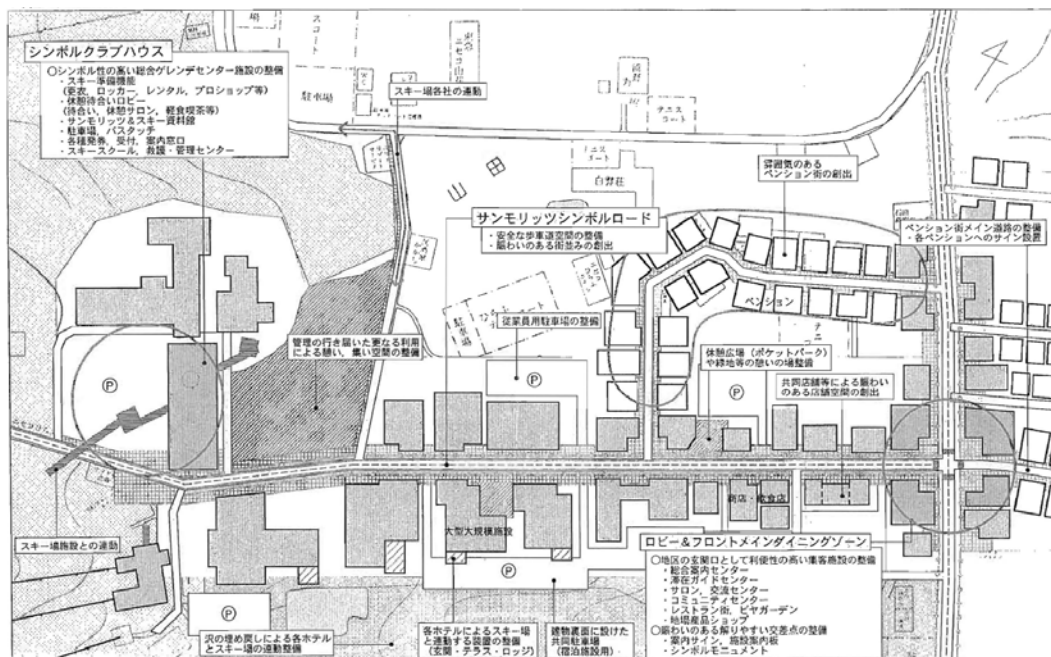 シンボルクラブハウス
○シンボル性の高い総合ゲレンデセンター施設の整備
・スキー準備機能
(更衣,ロッカー,レンタル,プロショップ等)
・休憩待合いロビー
(待合い,休憩サロン,軽食喫茶等)
・サンモリッツ&スキー資料館
・駐車場,バスタッチ
・各種発券,受付,案内窓口
・スキースクール,救護・管理センター
スキー場各社の連動
駐車場
テニス
コート
白野荘
山田
雰囲気のある
ペンション街の創出
サンモリッツシンボルロード
・安全な歩車道空間の整備
・賑わいのある街並みの創出
ペンション街メイン道路の整備
・各ペンションへのサイン設置
ペンション
従業員用駐車場の整備
駐車場
管理の行き届いた更なる利用
による憩い,集い空間の整備
休憩広場(ポケットパーク)
や緑地等の憩いの場整備
共同店舗等による賑わい
のある店舗空間の創出
P
P
P
商店・飲食店
大型大規模施設
スキー場施設との連動
ロビー&フロントメインダイニングゾーン
○地区の玄関口として利便性の高い集客施設の整備
・総合案内センター
・滞在ガイドセンター
・サロン,交流センター
・コミュニティセンター
・レストラン街,ビヤガーデン
・地場産品ショップ
○賑わいのある解りやすい交差点の整備
・案内サイン,施設案内板
・シンボルモニュメント
P
P
沢の埋め戻しによる各ホテル
とスキー場の連動整備
各ホテルによるスキー場
と連動する装置の整備
(玄関・テラス・ロッジ)
建物裏面に設けた
共同駐車場
(宿泊施設用)